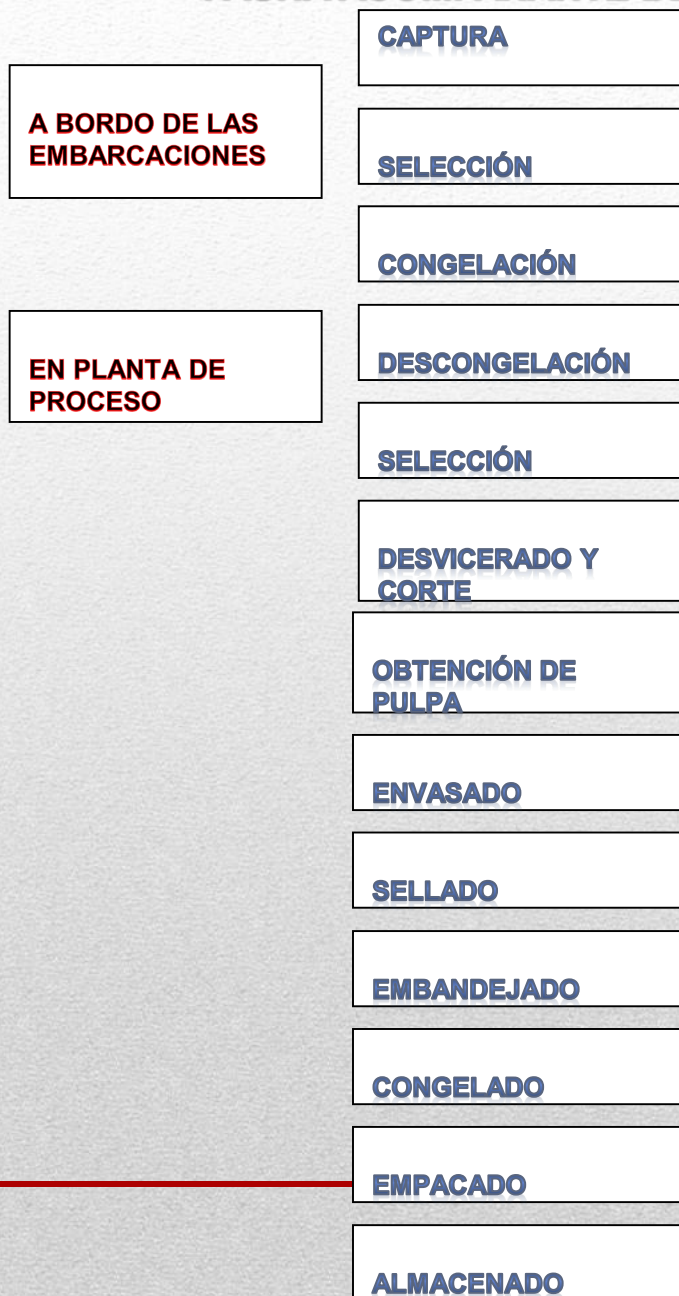 CAPTURA
A BORDO DE LAS
EMBARCACIONES
SELECCIÓN
CONGELACIÓN
EN PLANTA DE
PROCESO
DESCONGELACIÓN
SELECCIÓN
DESVICERADO Y
CORTE
OBTENCIÓN DE
PULPA
ENVASADO
SELLADO
EMBANDEJADO
CONGELADO
EMPACADO
ALMACENADO